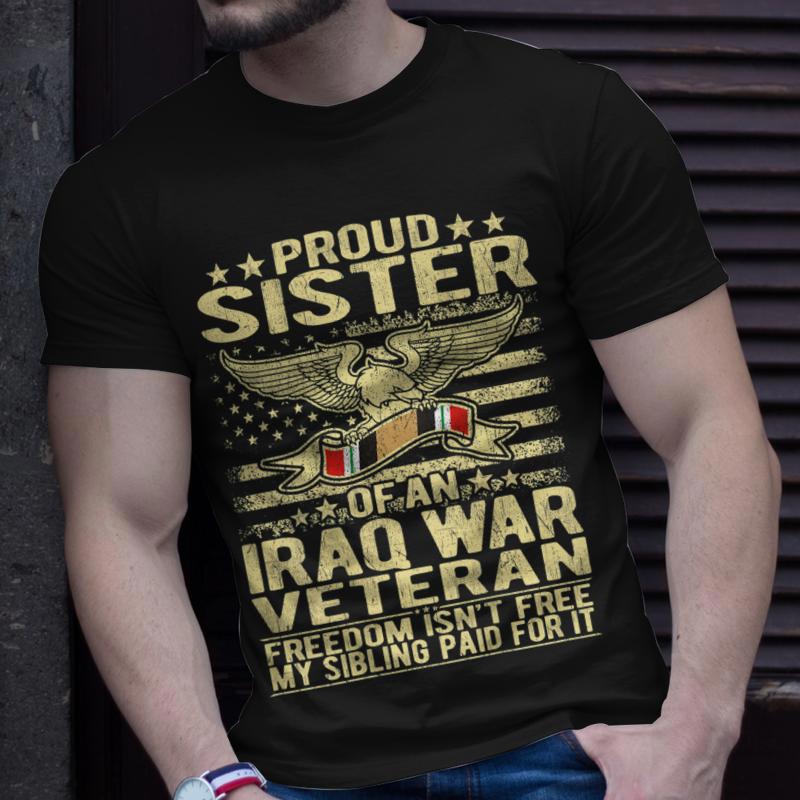 PROUD
SISTER
OF AN
IRAQ WAR
VETERAN
FREEDOM ISN'T FREE
MY SIBLING PAID FOR IT